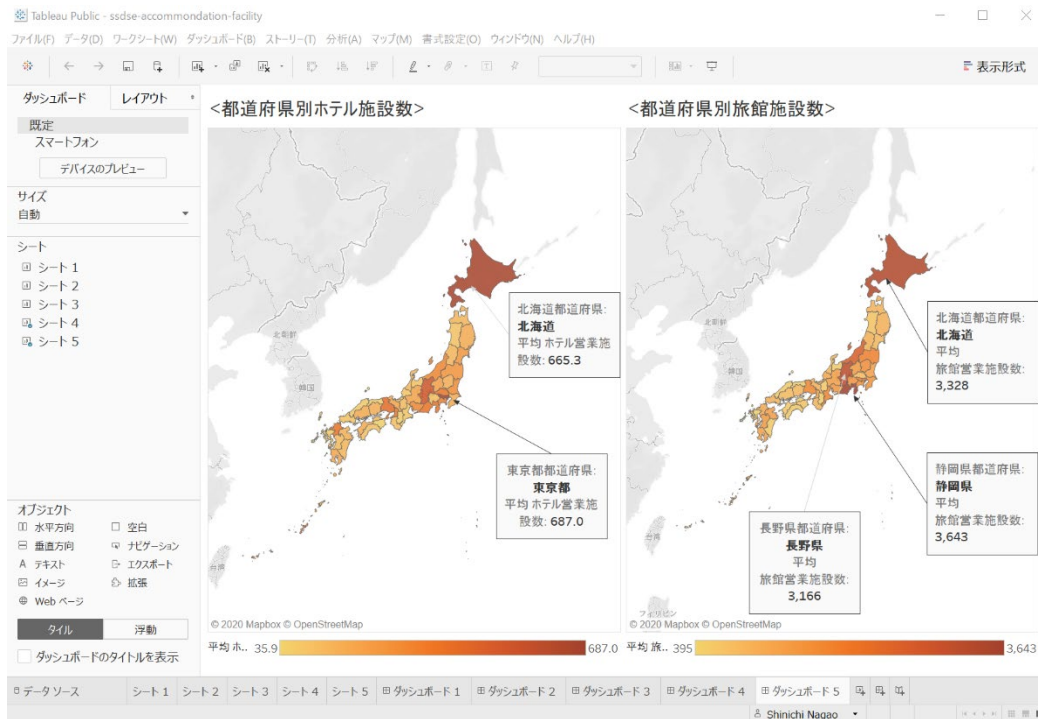 Tableau Public - ssdse-accommondation-facility
ファイル(F) データ(D) ワークシート(W) ダッシュボード(B) ストーリー(T) 分析(A) マップ(M) 書式設定(O) ウィンドウ(N) ヘルプ(H)
表示形式
ダッシュボード レイアウト
既定
スマートフォン
デバイスのプレビュー
サイズ
自動
シート
シート 1
シート 2
シート 3
シート 4
シート 5
オブジェクト
水平方向 空白
垂直方向 ナビゲーション
A テキスト エクスポート
イメージ 拡張
Web ページ
タイル 浮動
ダッシュボードのタイトルを表示
<都道府県別ホテル施設数>
北朝鮮
韓国
台湾
北海道都道府県:
北海道
平均 ホテル営業施
設数: 665.3
東京都都道府県:
東京都
平均 ホテル営業施
設数: 687.0
© 2020 Mapbox © OpenStreetMap
平均 ホ.. 35.9 687.0
<都道府県別旅館施設数>
北朝鮮
韓国
台湾
フィリピン
北海道都道府県:
北海道
平均
旅館営業施設数:
3,328
静岡県都道府県:
静岡県
平均
旅館営業施設数:
3,643
長野県都道府県:
長野県
平均
旅館営業施設数:
3,166
© 2020 Mapbox © OpenStreetMap
平均 旅.. 395 3,643
データ ソース シート 1 シート 2 シート 3 シート 4 シート 5 ダッシュボード 1 ダッシュボード 2 ダッシュボード 3 ダッシュボード 4 ダッシュボード 5
Shinichi Nagao